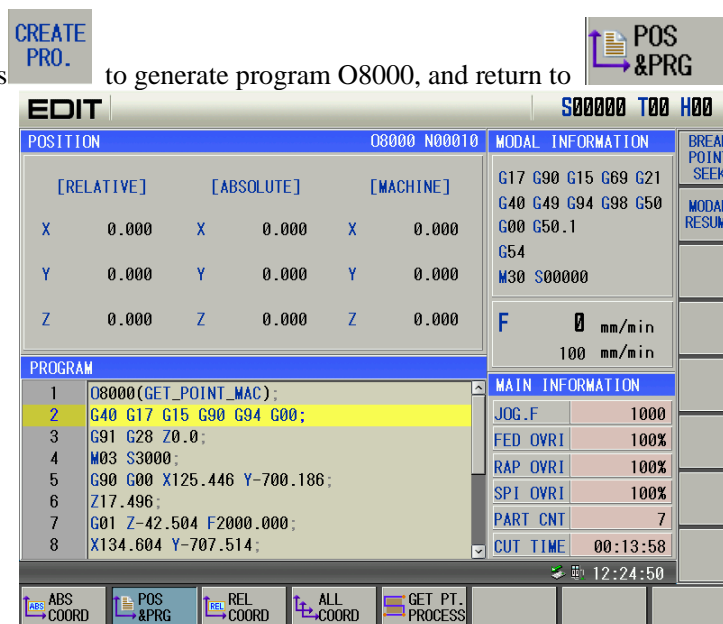 CREATE
PRO.
s to generate program O8000, and return to
POS
&PRG
EDIT S00000 T00 H00
POSITION O8000 N00010
[RELATIVE] [ABSOLUTE] [MACHINE]
X 0.000 X 0.000 X 0.000
Y 0.000 Y 0.000 Y 0.000
Z 0.000 Z 0.000 Z 0.000
MODAL INFORMATION
G17 G90 G15 G69 G21
G40 G49 G94 G98 G50
G00 G50.1
G54
M30 S00000
F 0 mm/min
100 mm/min
PROGRAM
1 O8000(GET_POINT_MAC);
2 G40 G17 G15 G90 G94 G00;
3 G91 G28 Z0.0;
4 M03 S3000;
5 G90 G00 X125.446 Y-700.186;
6 Z17.496;
7 G01 Z-42.504 F2000.000;
8 X134.604 Y-707.514;
MAIN INFORMATION
JOG.F 1000
FED OVRI 100%
RAP OVRI 100%
SPI OVRI 100%
PART CNT 7
CUT TIME 00:13:58
12:24:50
BREA
POIN
SEEK
MODA
RESUM
ABS ABS
COORD
POS
&PRG
REL REL
COORD
ALL
COORD
GET PT.
PROCESS